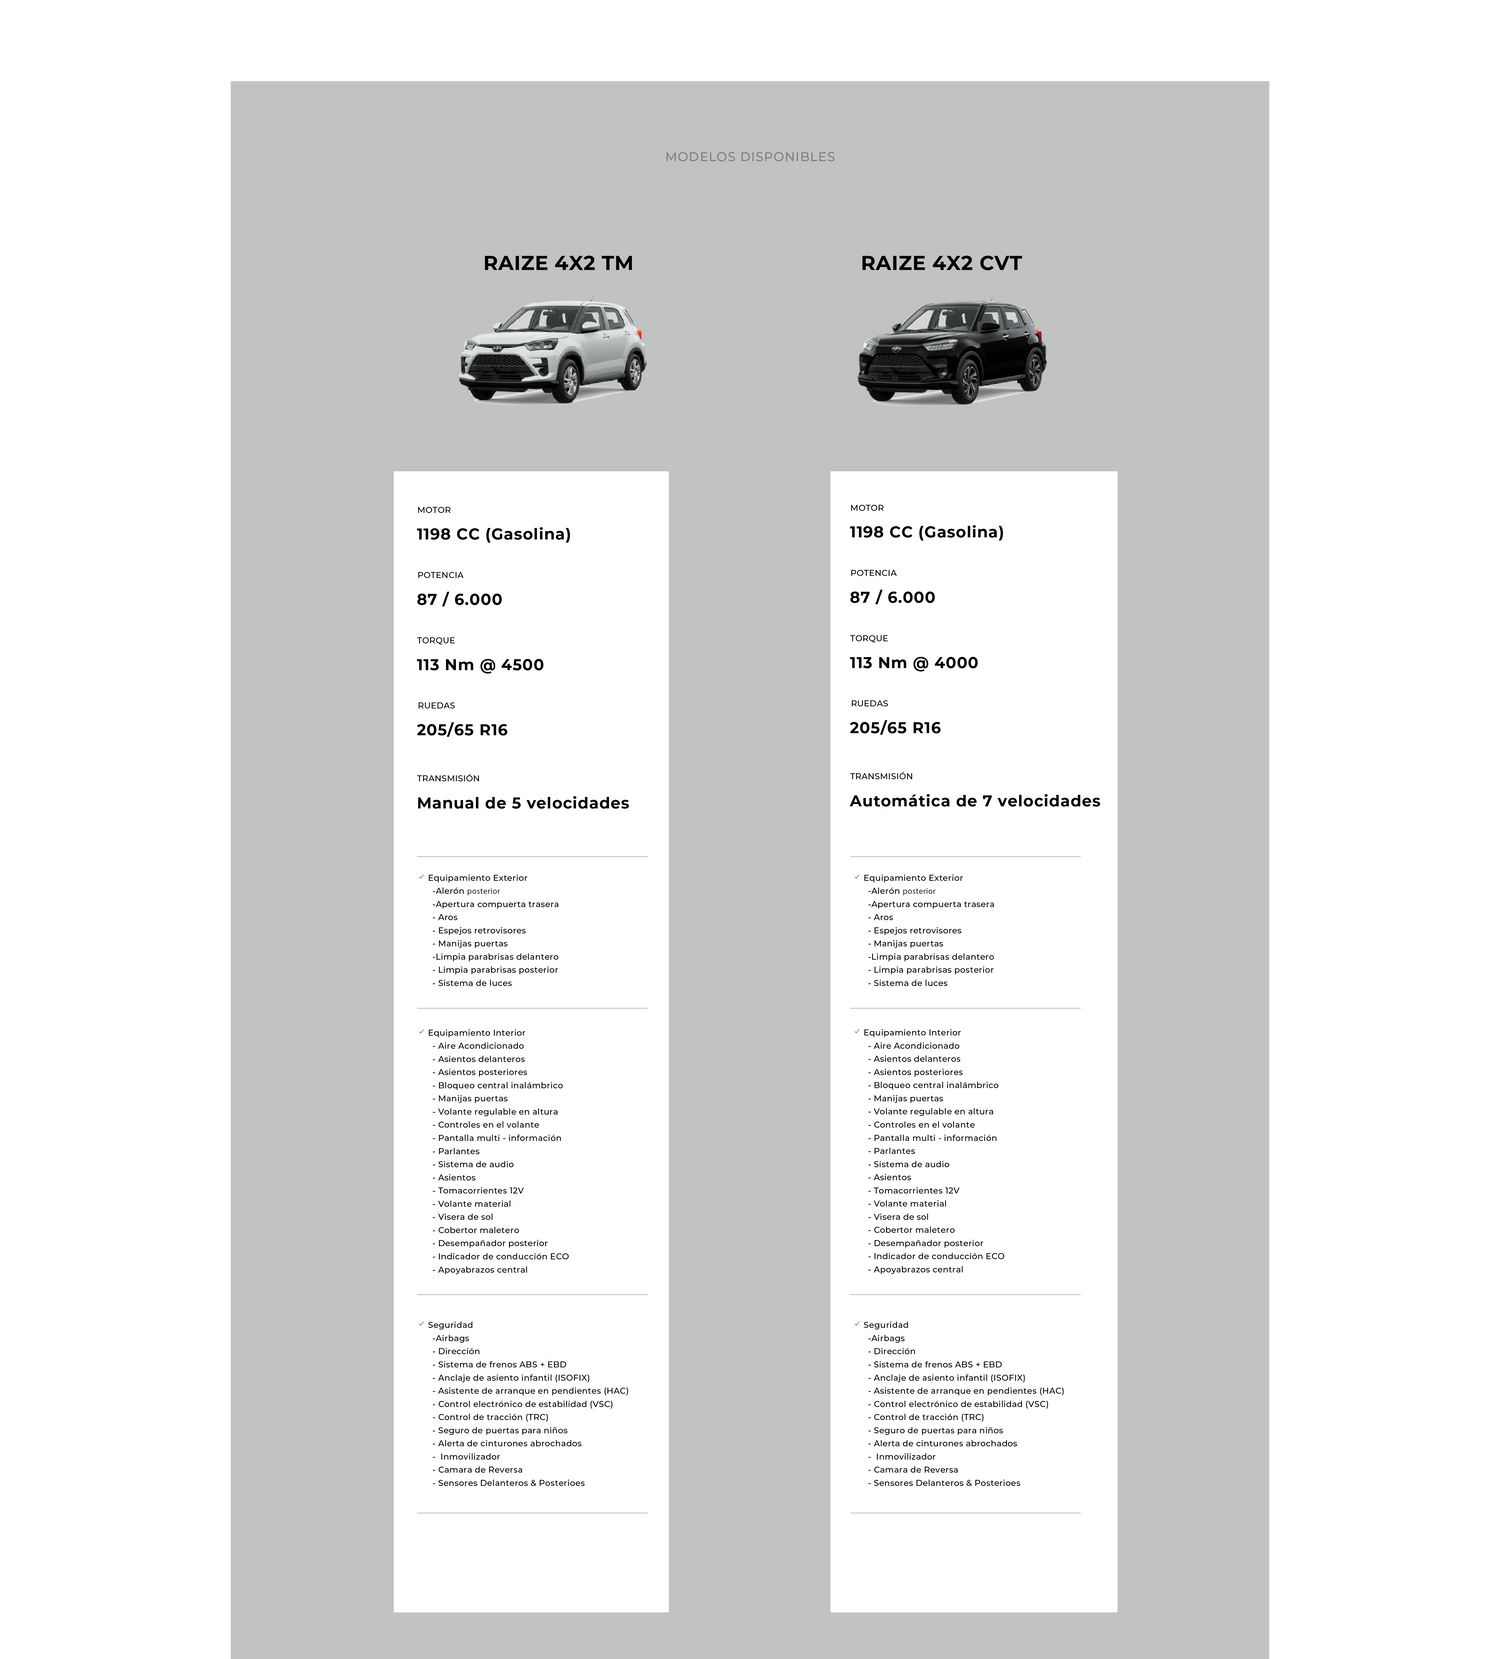 MODELOS DISPONIBLES
RAIZE 4X2 TM
MOTOR
1198 CC (Gasolina)
POTENCIA
87 / 6.000
TORQUE
113 Nm @ 4500
RUEDAS
205/65 R16
TRANSMISIÓN
Manual de 5 velocidades
✓ Equipamiento Exterior
-Alerón posterior
-Apertura compuerta trasera
- Aros
- Espejos retrovisores
- Manijas puertas
-Limpia parabrisas delantero
- Limpia parabrisas posterior
- Sistema de luces
✓ Equipamiento Interior
- Aire Acondicionado
- Asientos delanteros
- Asientos posteriores
- Bloqueo central inalámbrico
- Manijas puertas
- Volante regulable en altura
- Controles en el volante
- Pantalla multi - información
- Parlantes
- Sistema de audio
- Asientos
- Tomacorrientes 12V
- Volante material
- Visera de sol
- Cobertor maletero
- Desempañador posterior
- Indicador de conducción ECO
- Apoyabrazos central
✓ Seguridad
-Airbags
- Dirección
- Sistema de frenos ABS + EBD
- Anclaje de asiento infantil (ISOFIX)
- Asistente de arranque en pendientes (HAC)
- Control electrónico de estabilidad (VSC)
- Control de tracción (TRC)
- Seguro de puertas para niños
- Alerta de cinturones abrochados
- Inmovilizador
- Camara de Reversa
- Sensores Delanteros & Posterioes
RAIZE 4X2 CVT
MOTOR
1198 CC (Gasolina)
POTENCIA
87 / 6.000
TORQUE
113 Nm @ 4000
RUEDAS
205/65 R16
TRANSMISIÓN
Automática de 7 velocidades
✓ Equipamiento Exterior
-Alerón posterior
-Apertura compuerta trasera
- Aros
- Espejos retrovisores
- Manijas puertas
-Limpia parabrisas delantero
- Limpia parabrisas posterior
- Sistema de luces
✓ Equipamiento Interior
- Aire Acondicionado
- Asientos delanteros
- Asientos posteriores
- Bloqueo central inalámbrico
- Manijas puertas
- Volante regulable en altura
- Controles en el volante
- Pantalla multi - información
- Parlantes
- Sistema de audio
- Asientos
- Tomacorrientes 12V
- Volante material
- Visera de sol
- Cobertor maletero
- Desempañador posterior
- Indicador de conducción ECO
- Apoyabrazos central
✓ Seguridad
-Airbags
- Dirección
- Sistema de frenos ABS + EBD
- Anclaje de asiento infantil (ISOFIX)
- Asistente de arranque en pendientes (HAC)
- Control electrónico de estabilidad (VSC)
- Control de tracción (TRC)
- Seguro de puertas para niños
- Alerta de cinturones abrochados
- Inmovilizador
- Camara de Reversa
- Sensores Delanteros & Posterioes